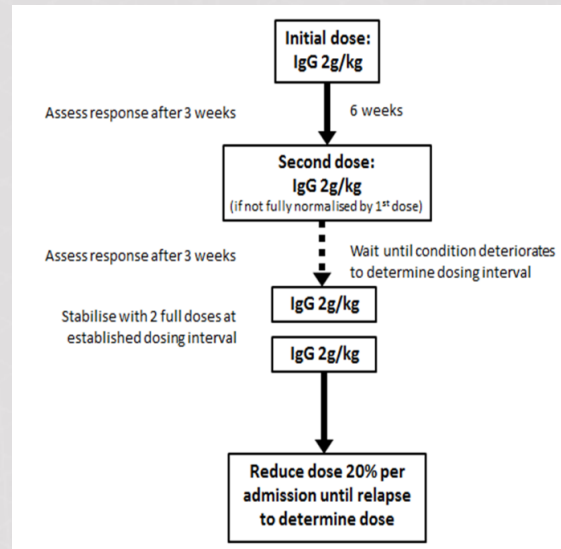 Initial dose:
IgG 2g/kg
Assess response after 3 weeks
6 weeks
Second dose:
IgG 2g/kg
(if not fully normalised by 1st dose)
Assess response after 3 weeks
Wait until condition deteriorates
to determine dosing interval
IgG 2g/kg
Stabilise with 2 full doses at
established dosing interval
IgG 2g/kg
Reduce dose 20% per
admission until relapse
to determine dose